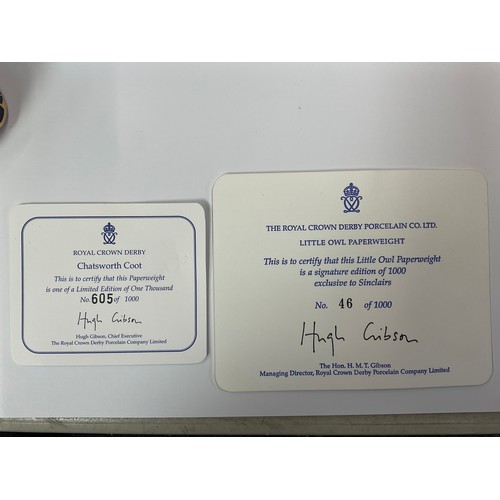 ROYAL CROWN DERBY
Chatsworth Coot
This is to certify that this Paperweight
is one of a Limited Edition of One Thousand
No. 605 of 1000
Hugh Gibson
Hugh Gibson, Chief Executive
The Royal Crown Derby Porcelain Company Limited
THE ROYAL CROWN DERBY PORCELAIN CO. LTD.
LITTLE OWL PAPERWEIGHT
This is to certify that this Little Owl Paperweight
is a signature edition of 1000
exclusive to Sinclairs
No. 46 of 1000
Hugh Gibson
The Hon. H. M. T. Gibson
Managing Director, Royal Crown Derby Porcelain Company Limited